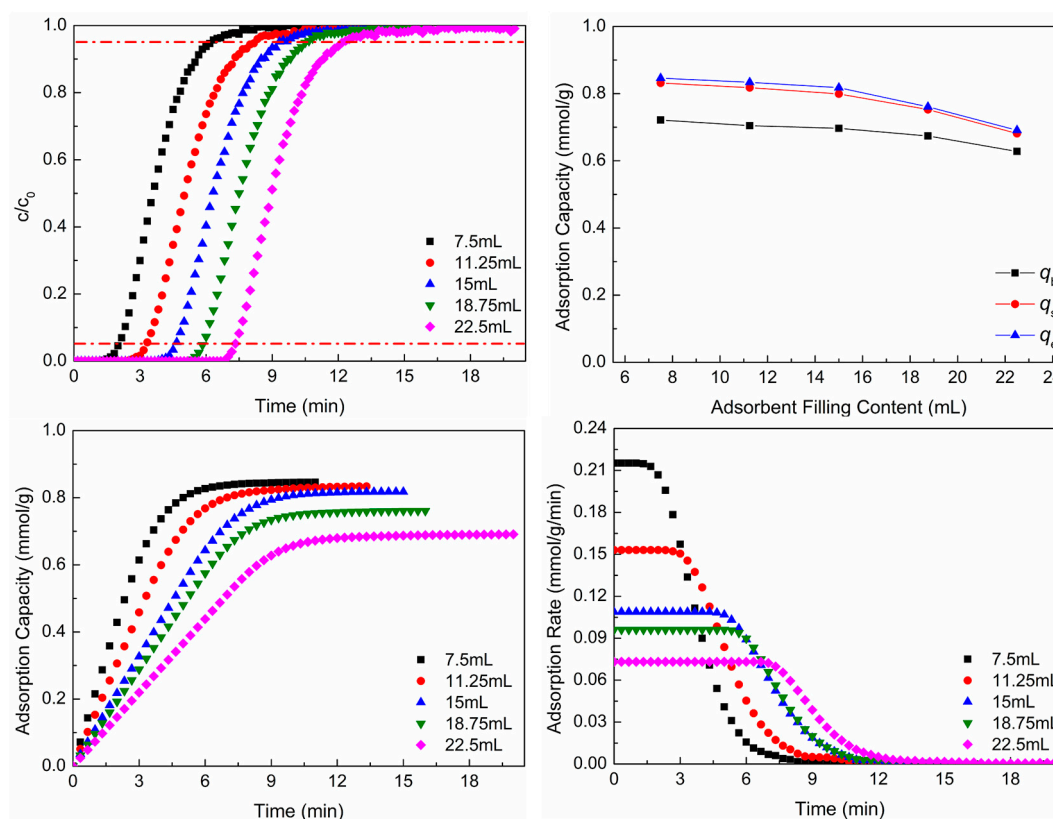 1.0
0.8
0.6
0.4
0.2
0.0
c/c0
3
6
9
12
15
18
Time (min)
7.5mL
11.25mL
15mL
18.75mL
22.5mL
1.0
0.8
0.6
0.4
0.2
0.0
Adsorption Capacity (mmol/g)
6
8
10
12
14
16
18
20
22
Adsorbent Filling Content (mL)
1.0
0.8
0.6
0.4
0.2
0.0
Adsorption Capacity (mmol/g)
0
3
6
9
12
15
18
Time (min)
7.5mL
11.25mL
15mL
18.75mL
22.5mL
0.24
0.21
0.18
0.15
0.12
0.09
0.06
0.03
0.00
Adsorption Rate (mmol/g/min)
0
3
6
9
12
15
18
Time (min)
7.5mL
11.25mL
15mL
18.75mL
22.5mL